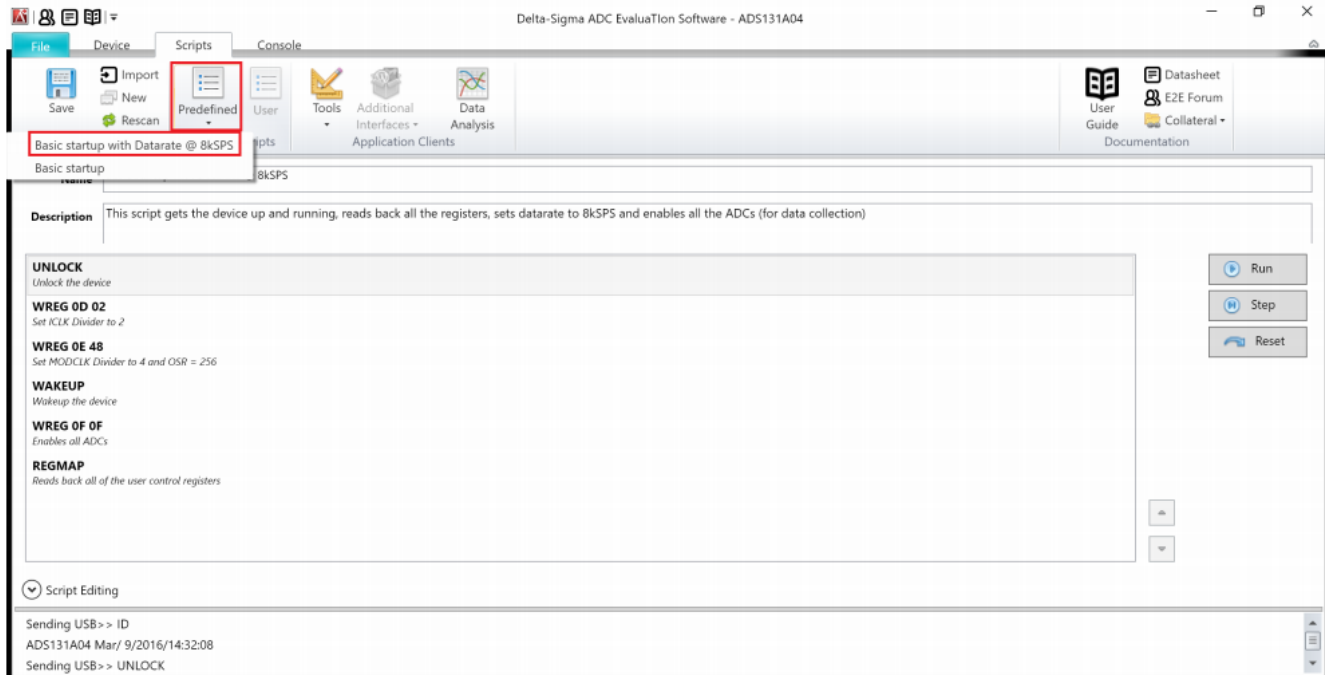 Delta-Sigma ADC EvaluaTIon Software - ADS131A04
File Device Scripts Console
Save
Import
New
Rescan
Predefined
User
Tools
Additional
Interfaces
Data
Analysis
User
Guide
Datasheet
E2E Forum
Collateral
ipts
Application Clients
Documentation
Basic startup with Datarate @ 8kSPS
Basic startup
Name
8kSPS
Description
This script gets the device up and running, reads back all the registers, sets datarate to 8kSPS and enables all the ADCs (for data collection)
UNLOCK
Unlock the device
WREG 0D 02
Set ICLK Divider to 2
WREG 0E 48
Set MODCLK Divider to 4 and OSR = 256
WAKEUP
Wakeup the device
WREG 0F 0F
Enables all ADCs
REGMAP
Reads back all of the user control registers
Run
Step
Reset
Script Editing
Sending USB>> ID
ADS131A04 Mar/ 9/2016/14:32:08
Sending USB>> UNLOCK